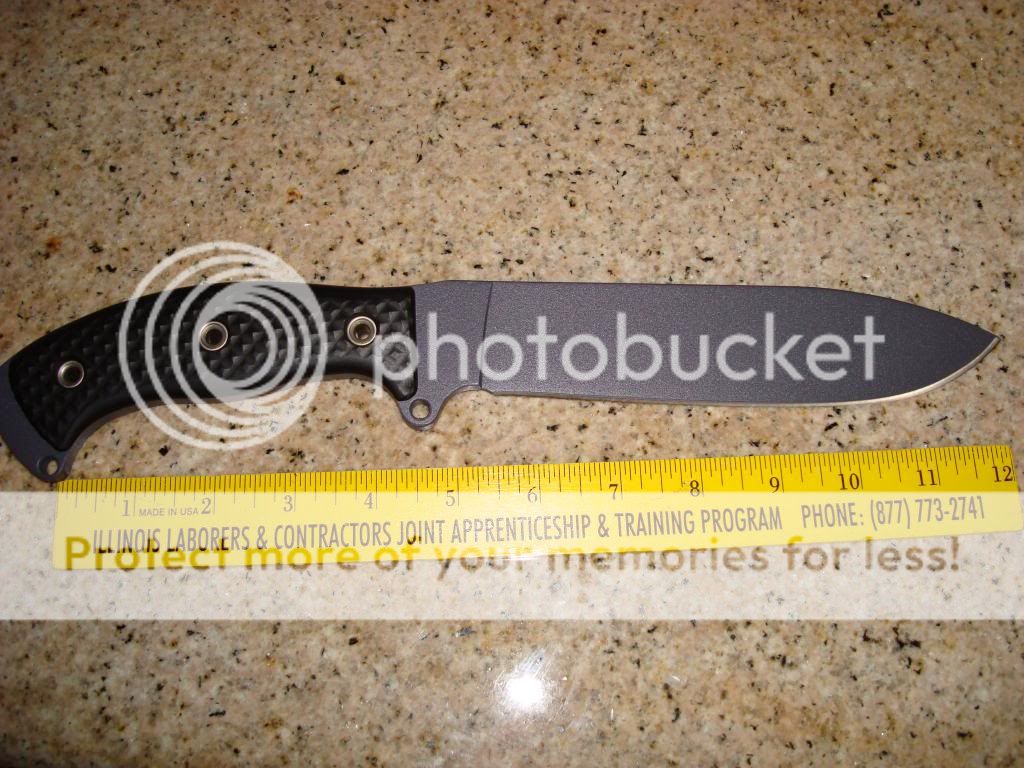 photobucket
1 2 3 4 5 6 7 8 9 10 11 12
MADE IN USA
ILLINOIS LABORERS & CONTRACTORS JOINT APPRENTICESHIP & TRAINING PROGRAM PHONE: (877) 773-2741
Protect more of your memories for less!